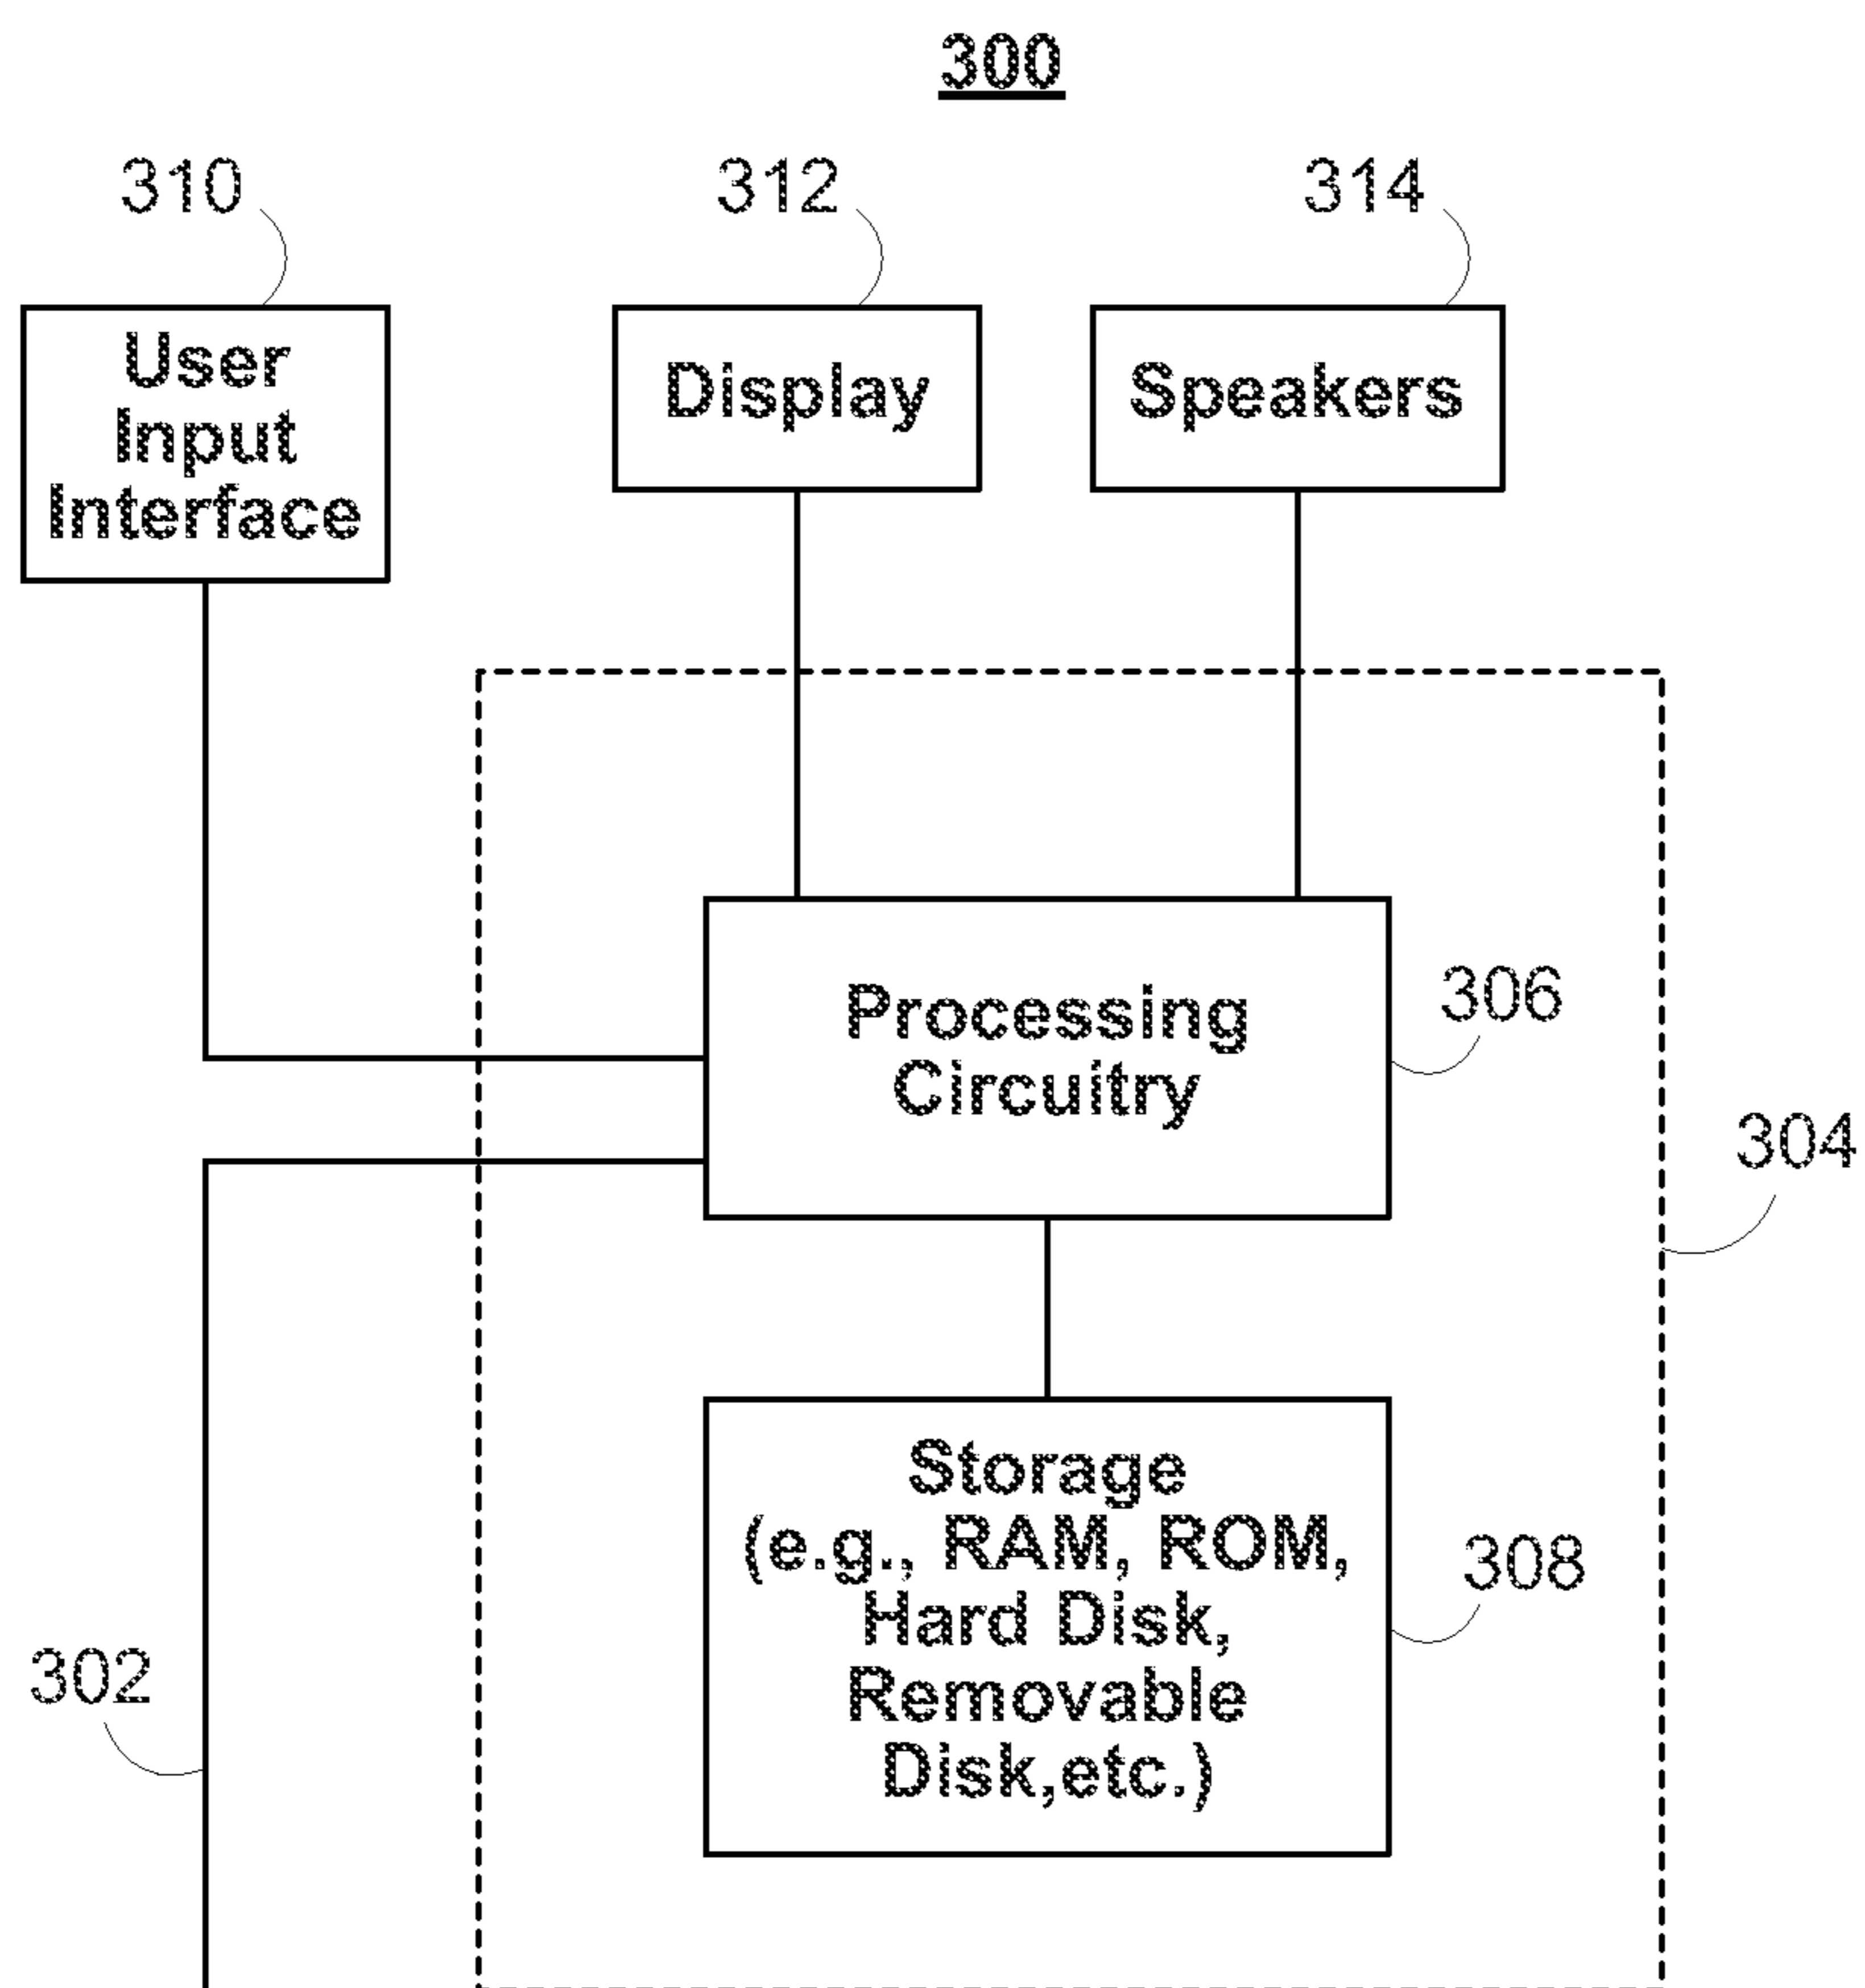 300
310
312
314
User
Input
Interface
Display
Speakers
Processing
Circuitry
306
304
Storage
(e.g., RAM, ROM,
Hard Disk,
Removable
Disk,etc.)
308
302